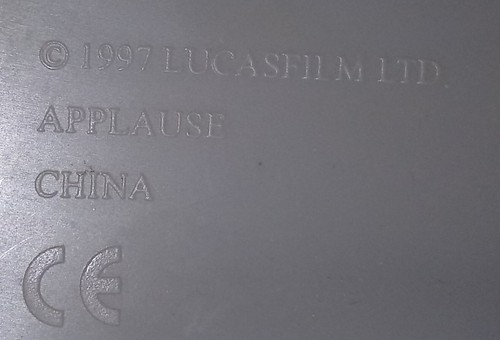 © 1997 LUCASFILM LTD.
APPLAUSE
CHINA
CE